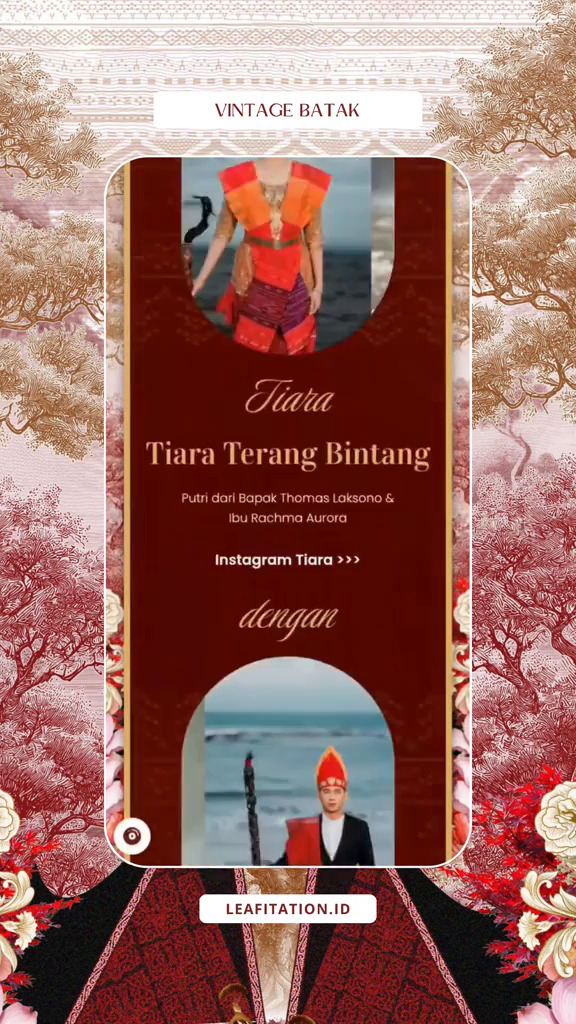 VINTAGE BATAK
Tiara
Tiara Terang Bintang
Putri dari Bapak Thomas Laksono &
Ibu Rachma Aurora
Instagram Tiara >>>
dengan
LEAFITATION.ID